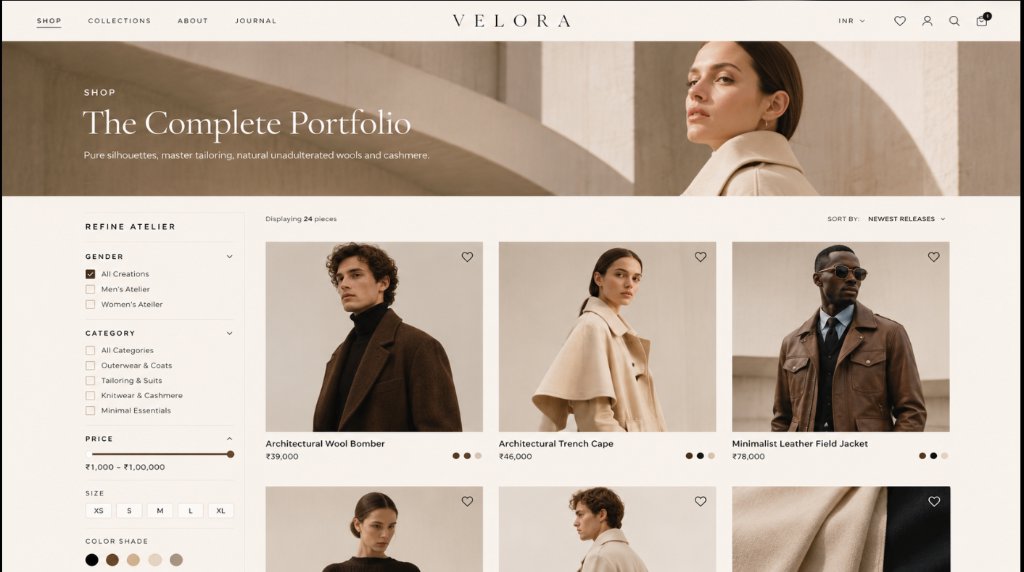 SHOP COLLECTIONS ABOUT JOURNAL
VELORA
INR
1
SHOP
The Complete Portfolio
Pure silhouettes, master tailoring, natural unadulterated wools and cashmere.
REFINE ATELIER
GENDER
All Creations
Men's Atelier
Women's Atelier
CATEGORY
All Categories
Outerwear & Coats
Tailoring & Suits
Knitwear & Cashmere
Minimal Essentials
PRICE
₹1,000 – ₹1,00,000
SIZE
XS S M L XL
COLOR SHADE
Displaying 24 pieces
SORT BY: NEWEST RELEASES
Architectural Wool Bomber
₹39,000
Architectural Trench Cape
₹46,000
Minimalist Leather Field Jacket
₹78,000